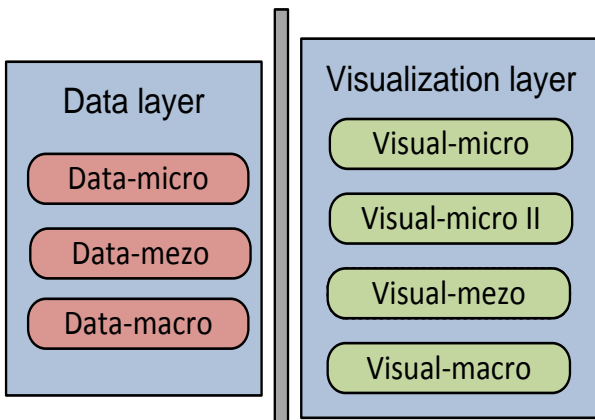 Data layer
Data-micro
Data-mezo
Data-macro
Visualization layer
Visual-micro
Visual-micro II
Visual-mezo
Visual-macro